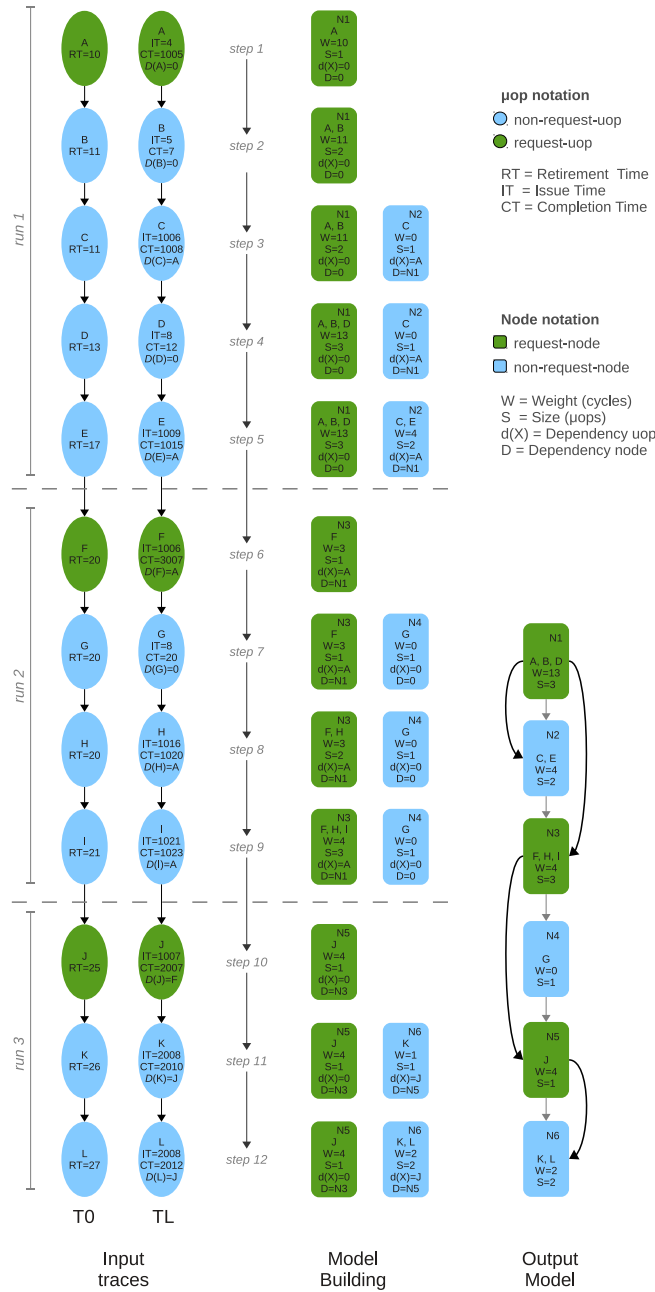 run 1
A
RT=10
A
IT=4
CT=1005
D(A)=0
step 1
N1
A
W=10
S=1
d(X)=0
D=0
B
RT=11
B
IT=5
CT=7
D(B)=0
step 2
N1
A, B
W=11
S=2
d(X)=0
D=0
C
RT=11
C
IT=1006
CT=1008
D(C)=A
step 3
N1
A, B
W=11
S=2
d(X)=0
D=0
N2
C
W=0
S=1
d(X)=A
D=N1
D
RT=13
D
IT=8
CT=12
D(D)=0
step 4
N1
A, B, D
W=13
S=3
d(X)=0
D=0
N2
C
W=0
S=1
d(X)=A
D=N1
E
RT=17
E
IT=1009
CT=1015
D(E)=A
step 5
N1
A, B, D
W=13
S=3
d(X)=0
D=0
N2
C, E
W=4
S=2
d(X)=A
D=N1
run 2
F
RT=20
F
IT=1006
CT=3007
D(F)=A
step 6
N3
F
W=3
S=1
d(X)=A
D=N1
G
RT=20
G
IT=8
CT=20
D(G)=0
step 7
N3
F
W=3
S=1
d(X)=A
D=N1
N4
G
W=0
S=1
d(X)=0
D=0
H
RT=20
H
IT=1016
CT=1020
D(H)=A
step 8
N3
F, H
W=3
S=2
d(X)=A
D=N1
N4
G
W=0
S=1
d(X)=0
D=0
I
RT=21
I
IT=1021
CT=1023
D(I)=A
step 9
N3
F, H, I
W=4
S=3
d(X)=A
D=N1
N4
G
W=0
S=1
d(X)=0
D=0
run 3
J
RT=25
J
IT=1007
CT=2007
D(J)=F
step 10
N5
J
W=4
S=1
d(X)=0
D=N3
K
RT=26
K
IT=2008
CT=2010
D(K)=J
step 11
N5
J
W=4
S=1
d(X)=0
D=N3
N6
K
W=1
S=1
d(X)=J
D=N5
L
RT=27
L
IT=2008
CT=2012
D(L)=J
step 12
N5
J
W=4
S=1
d(X)=0
D=N3
N6
K, L
W=2
S=2
d(X)=J
D=N5
T0
TL
Input
traces
Model
Building
µop notation
non-request-uop
request-uop
RT = Retirement Time
IT = Issue Time
CT = Completion Time
Node notation
request-node
non-request-node
W = Weight (cycles)
S = Size (µops)
d(X) = Dependency uop
D = Dependency node
N1
A, B, D
W=13
S=3
N2
C, E
W=4
S=2
N3
F, H, I
W=4
S=3
N4
G
W=0
S=1
N5
J
W=4
S=1
N6
K, L
W=2
S=2
Output
Model